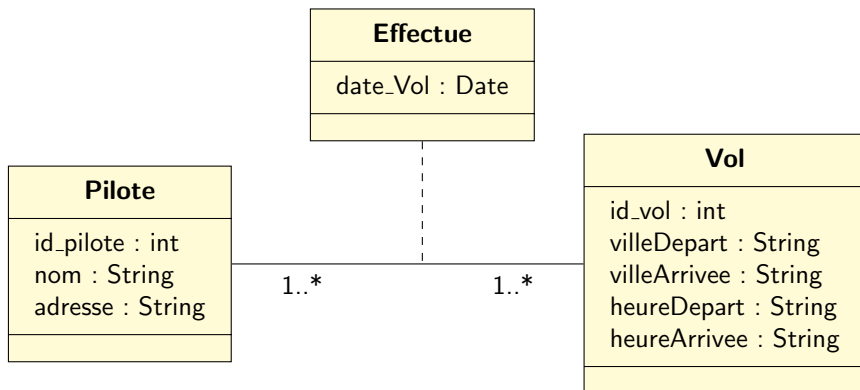 Effectue
date_Vol : Date
Pilote
id_pilote : int
nom : String
adresse : String
1..*
1..*
Vol
id_vol : int
villeDepart : String
villeArrivee : String
heureDepart : String
heureArrivee : String